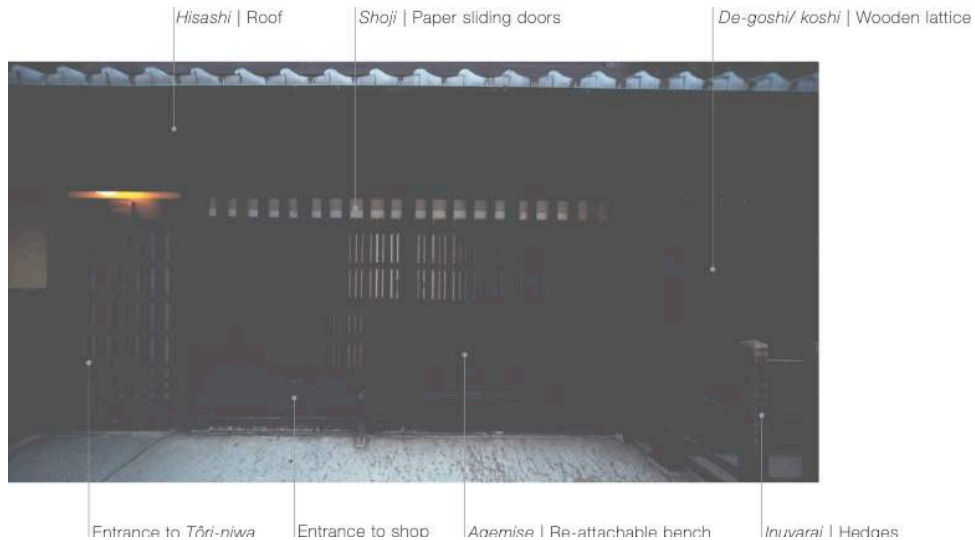 Hisashi | Roof
Shoji | Paper sliding doors
De-goshi/ koshi | Wooden lattice
Entrance to Tôri-niwa
Entrance to shop
Agemise | Re-attachable bench
Inuyarai | Hedges